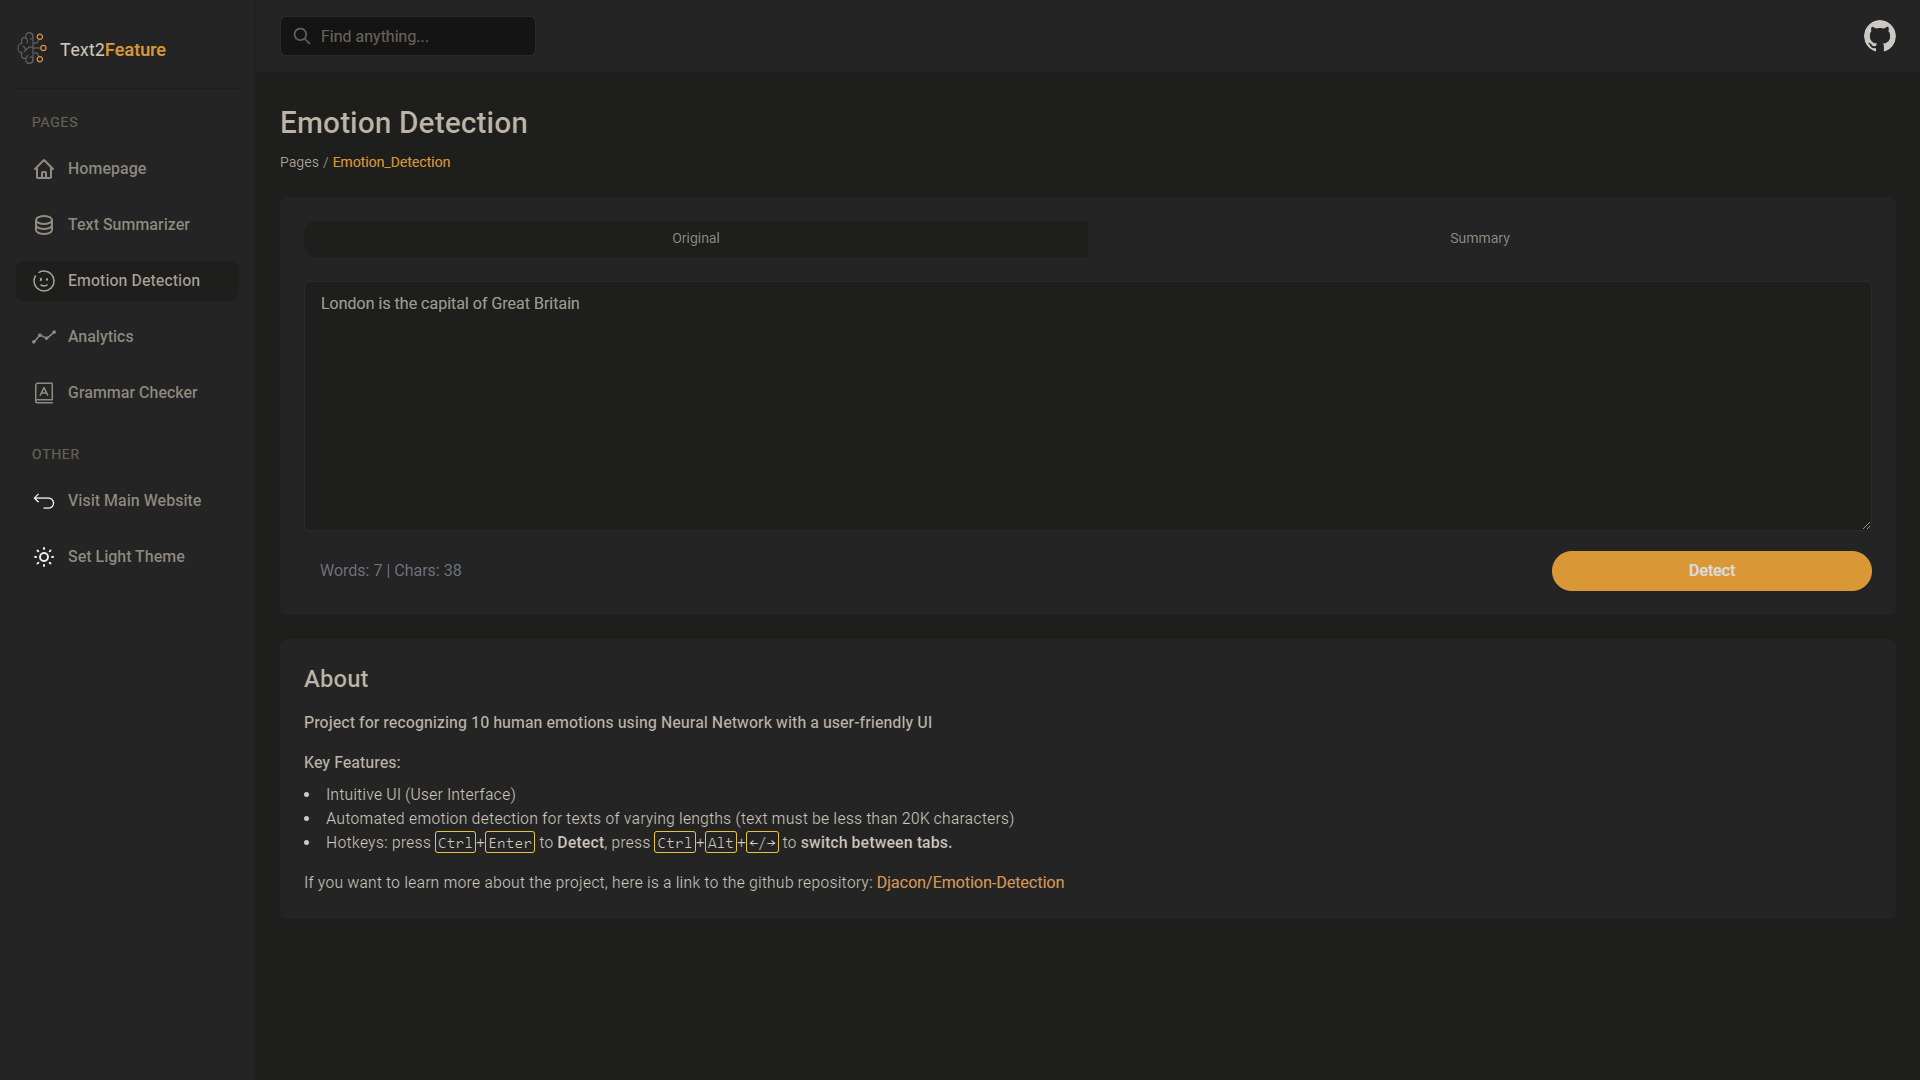 Text2Feature
Find anything...
PAGES
Homepage
Text Summarizer
Emotion Detection
Analytics
Grammar Checker
OTHER
Visit Main Website
Set Light Theme
Emotion Detection
Pages / Emotion_Detection
Original
Summary
London is the capital of Great Britain
Words: 7 | Chars: 38
Detect
About
Project for recognizing 10 human emotions using Neural Network with a user-friendly UI
Key Features:
• Intuitive UI (User Interface)
• Automated emotion detection for texts of varying lengths (text must be less than 20K characters)
• Hotkeys: press Ctrl+Enter to Detect, press Ctrl+Alt+←/→ to switch between tabs.
If you want to learn more about the project, here is a link to the github repository: Djacon/Emotion-Detection